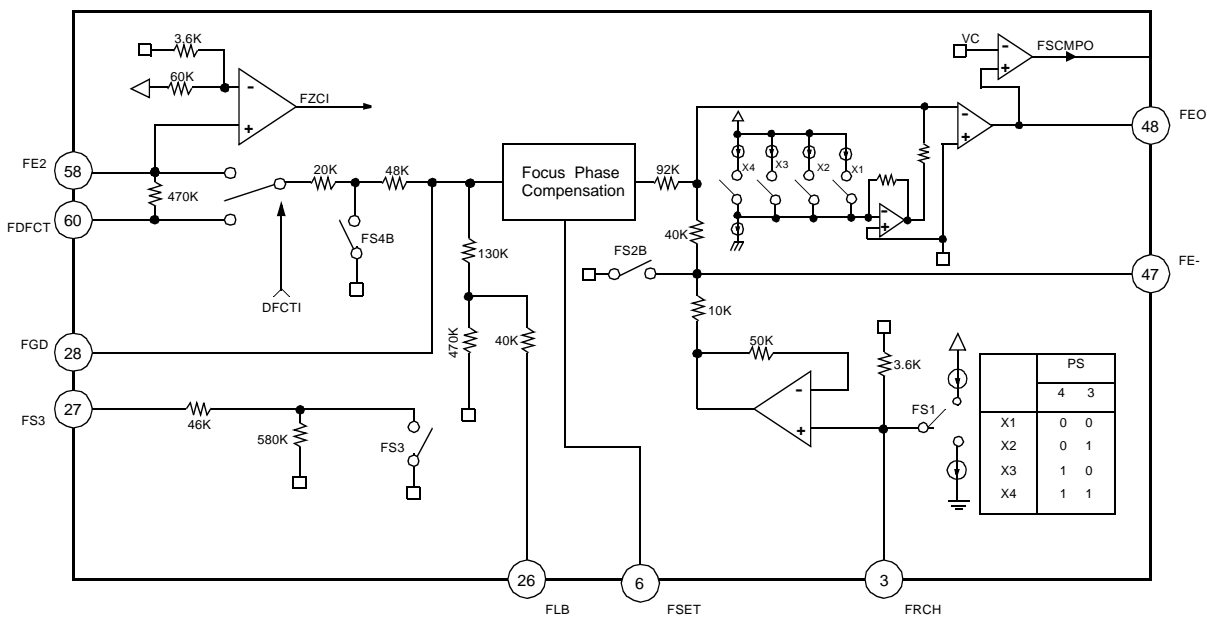 3.6K
60K
FZCI
VC
FSCMPO
FEO
48
FE2
58
470K
FDFCT
60
20K
48K
FS4B
DFCTI
Focus Phase
Compensation
92K
X4
X3
X2
X1
40K
FS2B
FE-
47
130K
10K
FGD
28
470K
40K
50K
3.6K
FS1
PS
4 3
X1 0 0
X2 0 1
X3 1 0
X4 1 1
27
FS3
46K
580K
FS3
26
FLB
6
FSET
3
FRCH
-
+
-
+
-
+
-
+
-
+